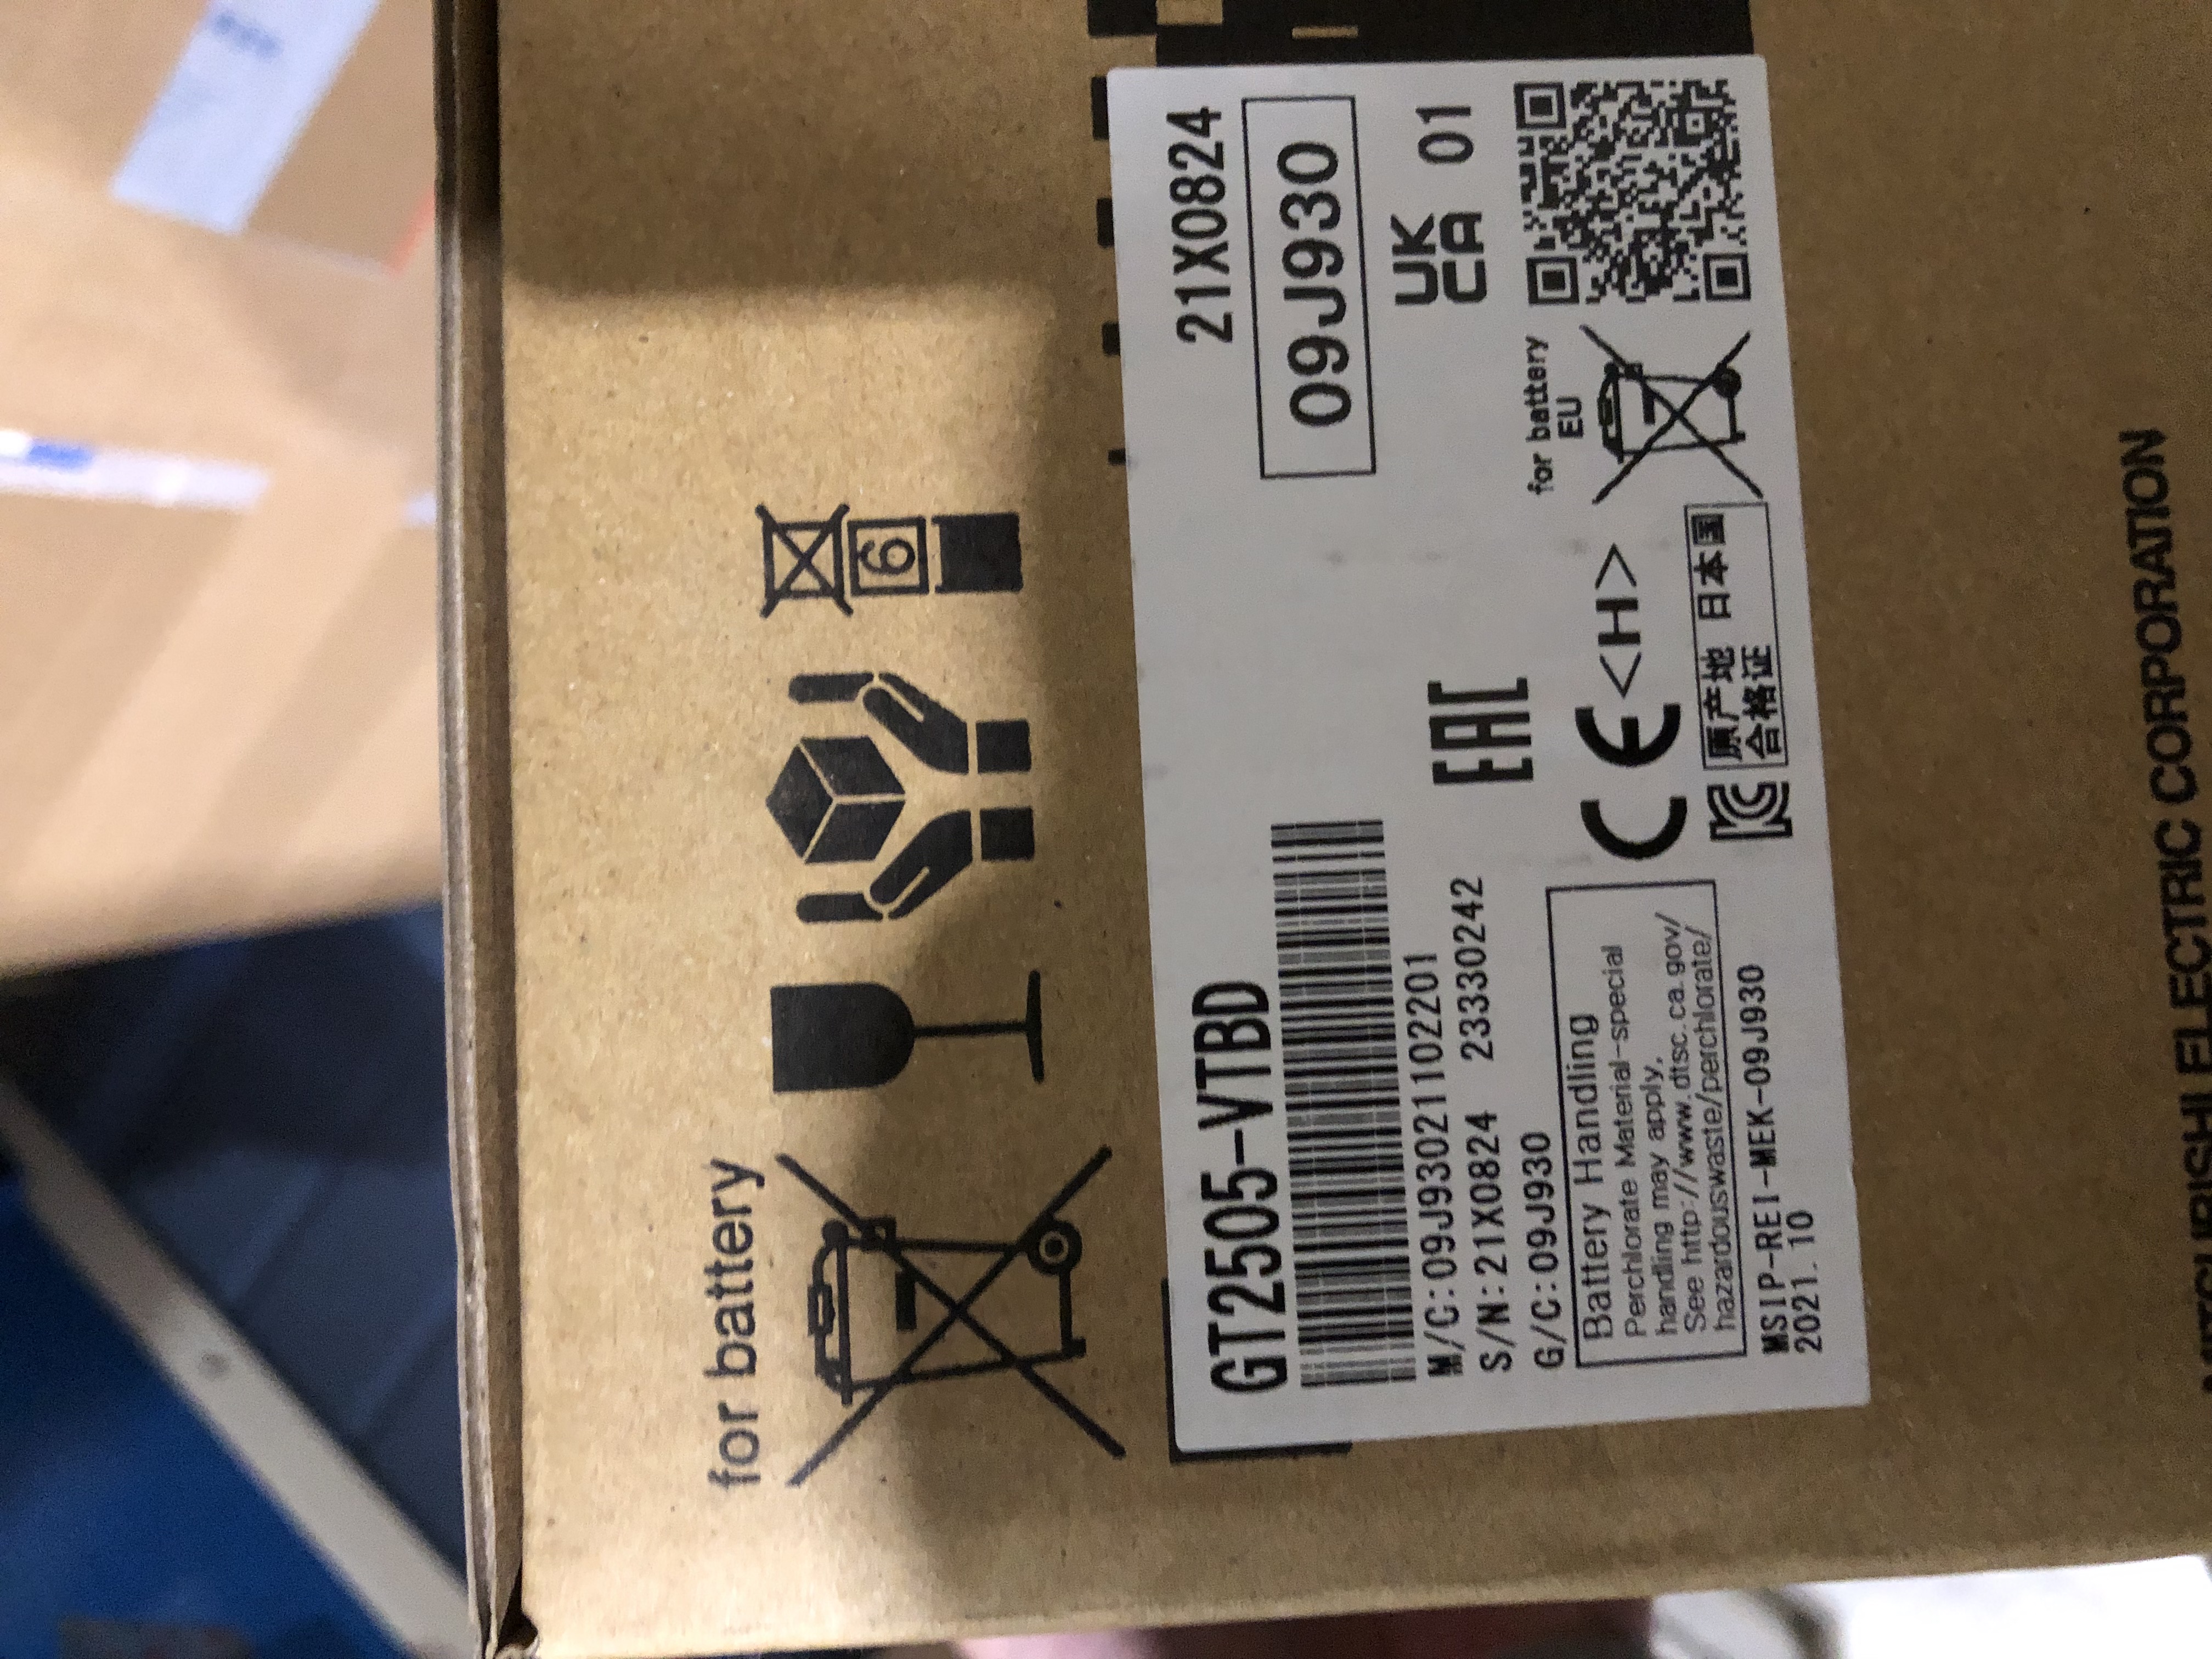 for battery
6
GT2505-VTBD
21X0824
09J930
M/C:09J930211102201
S/N:21X0824 23330242
G/C:09J930
EAC
UK
CA 01
Battery Handling
Perchlorate Material-special
handling may apply.
See http://www.dtsc.ca.gov/
hazardouswaste/perchlorate/
CE <H>
for battery
EU
原产地 日本国
合格证
MSIP-REI-MEK-09J930
2021.10
MITSUBISHI ELECTRIC CORPORATION